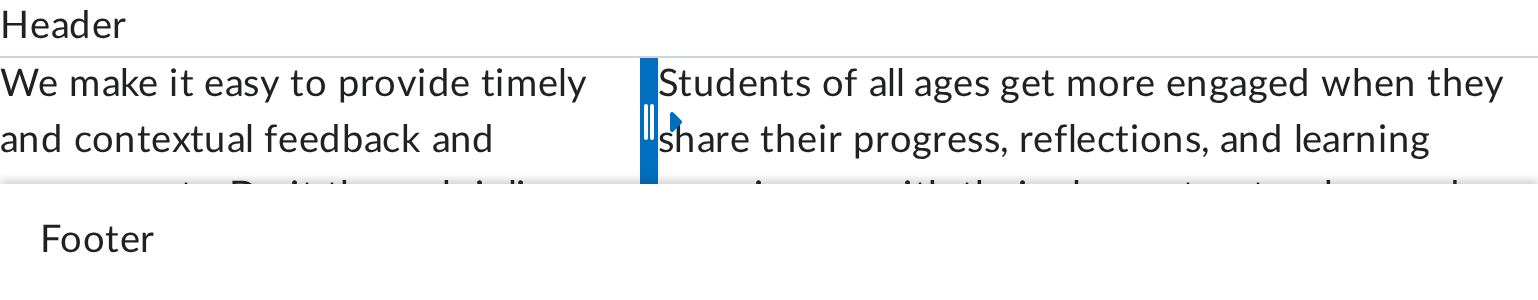 Header
We make it easy to provide timely
and contextual feedback and
Students of all ages get more engaged when they
share their progress, reflections, and learning
Footer